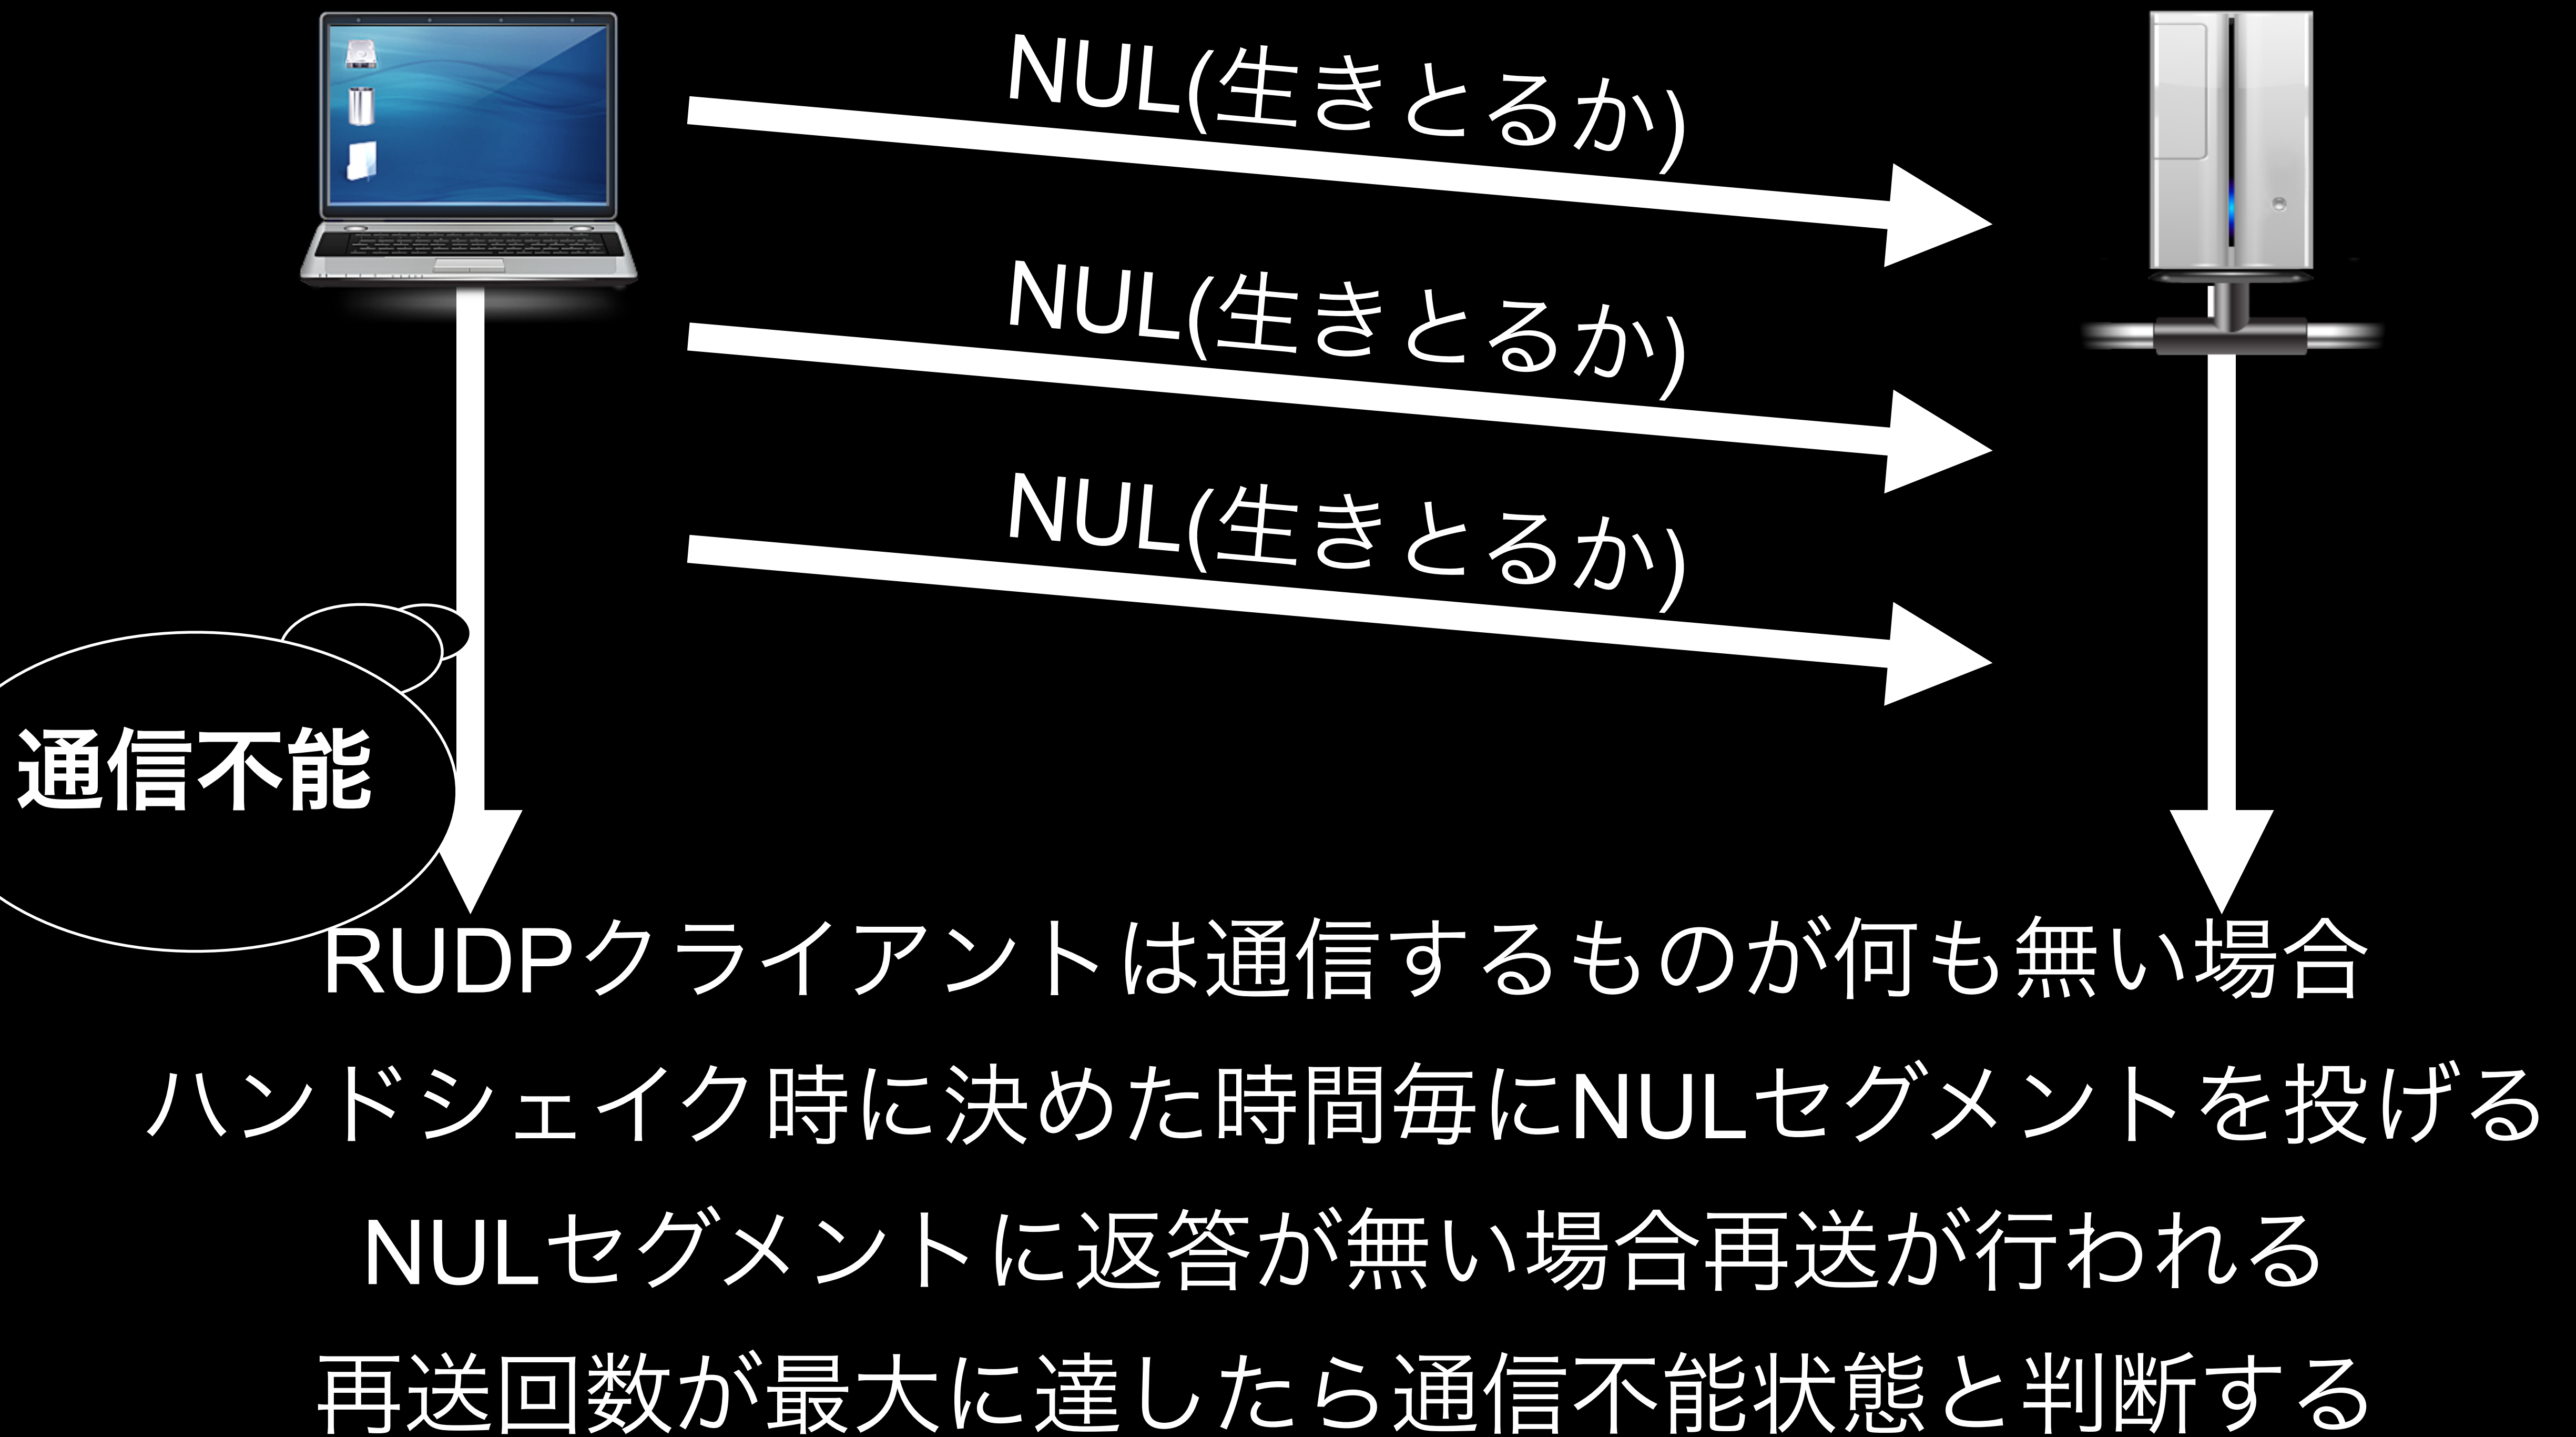 NUL(生きとるか)
NUL(生きとるか)
NUL(生きとるか)
通信不能
RUDPクライアントは通信するものが何も無い場合
ハンドシェイク時に決めた時間毎にNULセグメントを投げる
NULセグメントに返答が無い場合再送が行われる
再送回数が最大に達したら通信不能状態と判断する